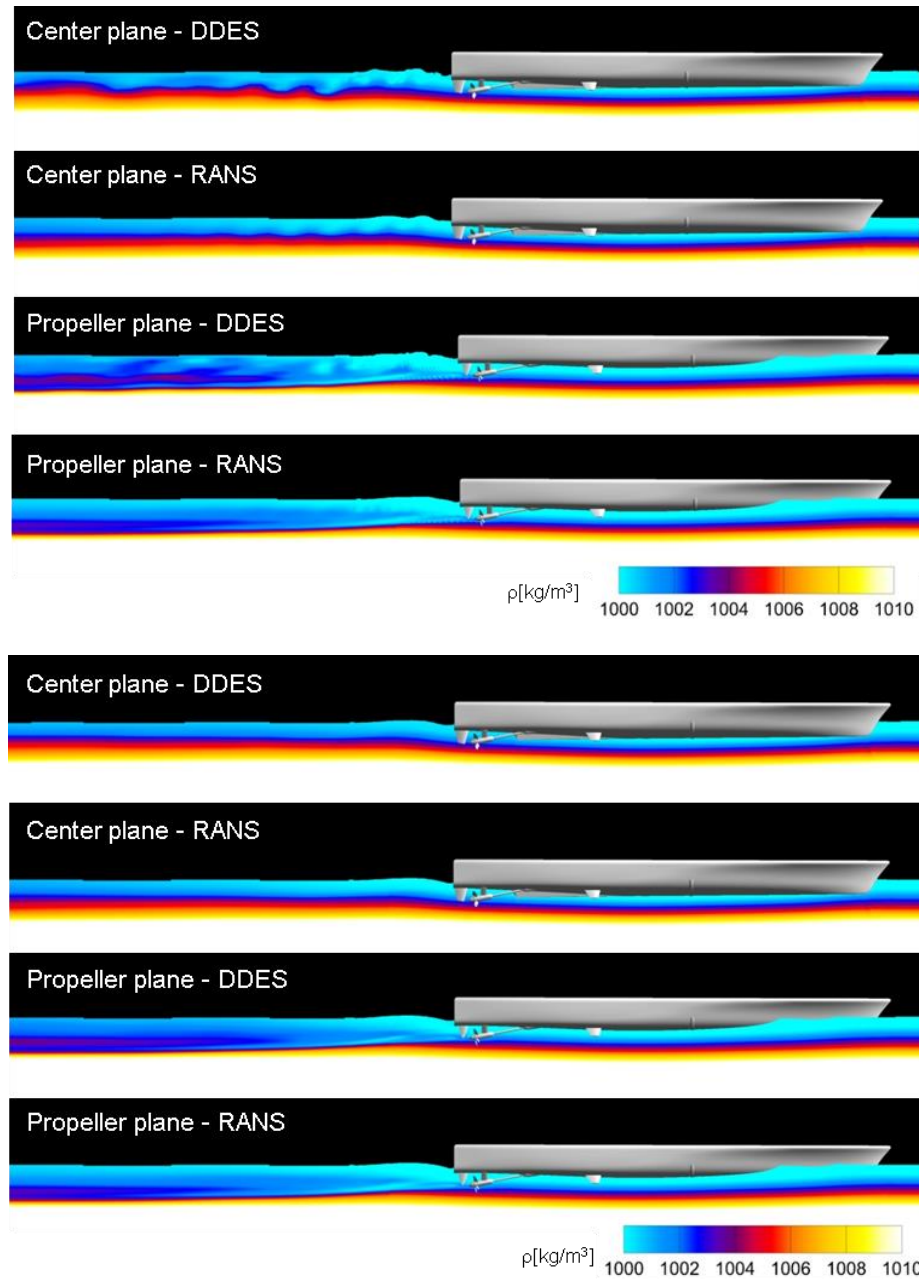 Center plane - DDES
Center plane - RANS
Propeller plane - DDES
Propeller plane - RANS
ρ[kg/m³]
1000 1002 1004 1006 1008 1010
Center plane - DDES
Center plane - RANS
Propeller plane - DDES
Propeller plane - RANS
ρ[kg/m³]
1000 1002 1004 1006 1008 1010